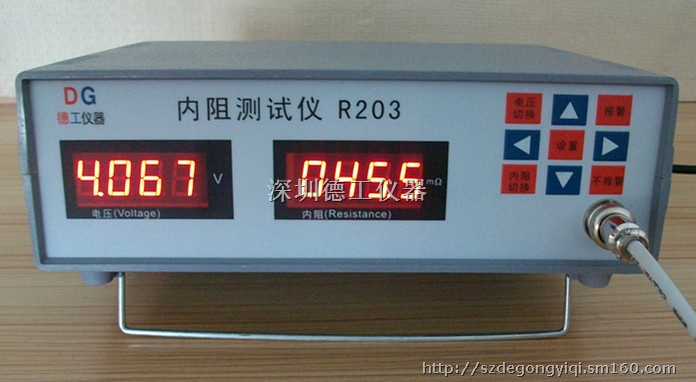 DG
德工仪器
内阻测试仪 R203
4.067
V
电压(Voltage)
.0455
mΩ
内阻(Resistance)
电压
切换
报警
设置
内阻
切换
不报警
深圳德工仪器
http://szdegongyiqi.sm160.com/